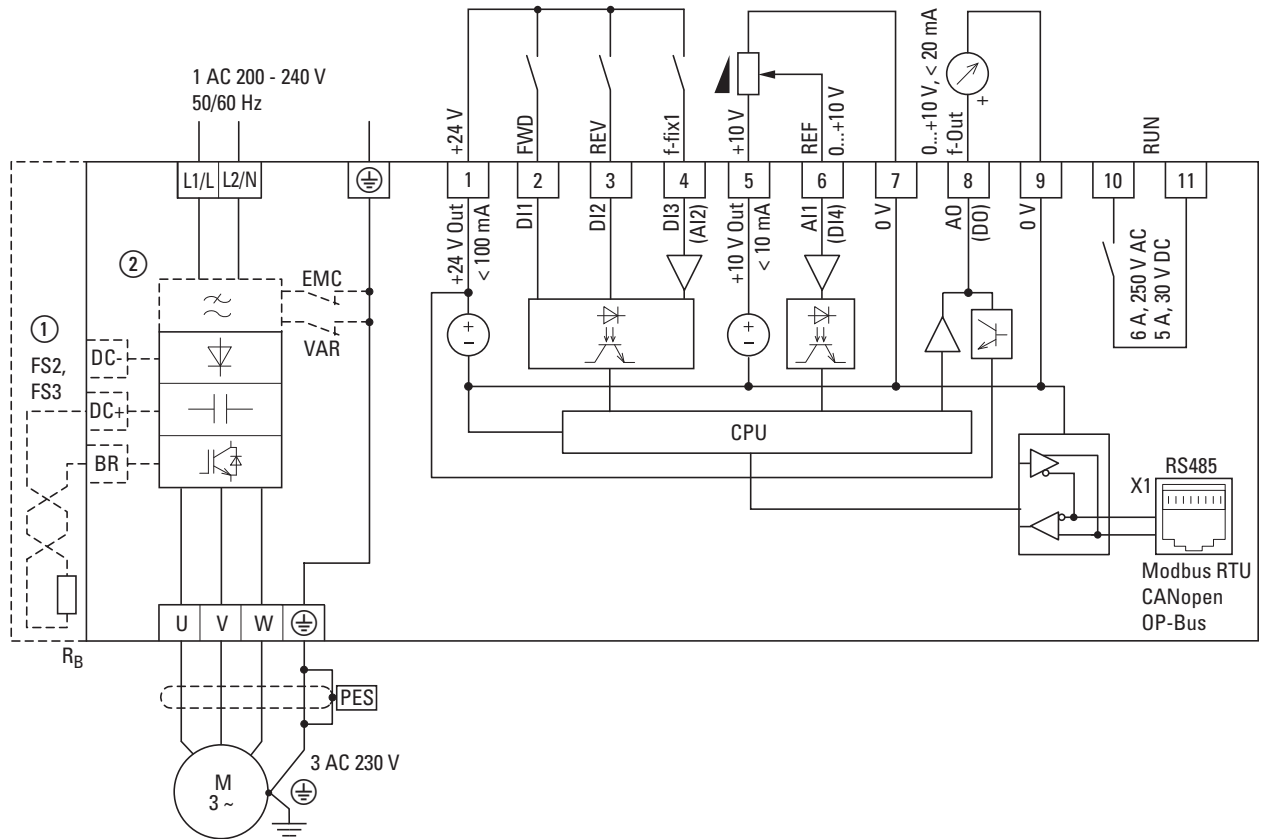 1 AC 200 - 240 V
50/60 Hz
+24 V
FWD
REV
f-fix1
+10 V
REF
0...+10 V
0...+10 V, < 20 mA
f-Out
+
RUN
L1/L
L2/N
1
2
3
4
5
6
7
8
9
10
11
+24 V Out
< 100 mA
DI1
DI2
DI3
(AI2)
+10 V Out
< 10 mA
AI1
(DI4)
0 V
AO
(DO)
0 V
6 A, 250 V AC
5 A, 30 V DC
2
EMC
VAR
1
FS2,
FS3
DC-
DC+
BR
+
−
+
−
CPU
X1
RS485
Modbus RTU
CANopen
OP-Bus
U
V
W
RB
PES
3 AC 230 V
M
3 ~